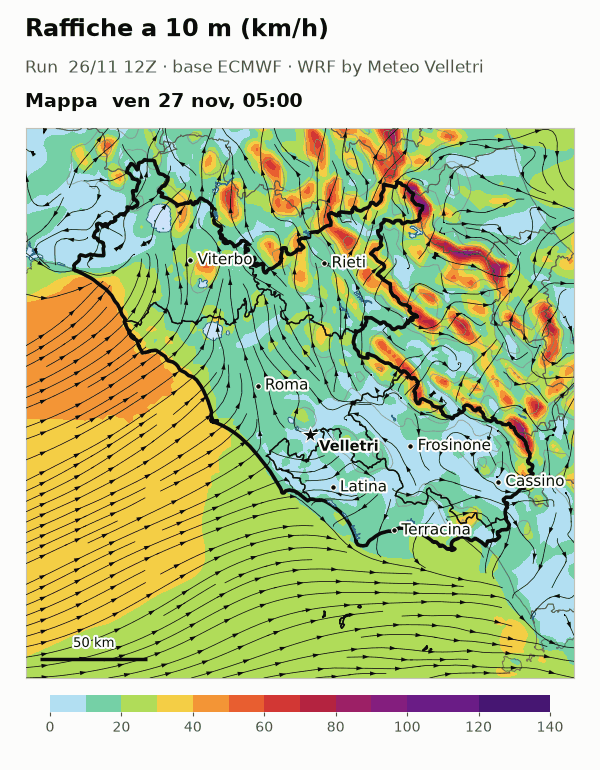 Raffiche a 10 m (km/h)
Run  26/11 12Z · base ECMWF · WRF by Meteo Velletri
Mappa  ven 27 nov, 05:00
Viterbo
Rieti
Roma
Velletri
Frosinone
Cassino
Latina
Terracina
50 km
0 20 40 60 80 100 120 140